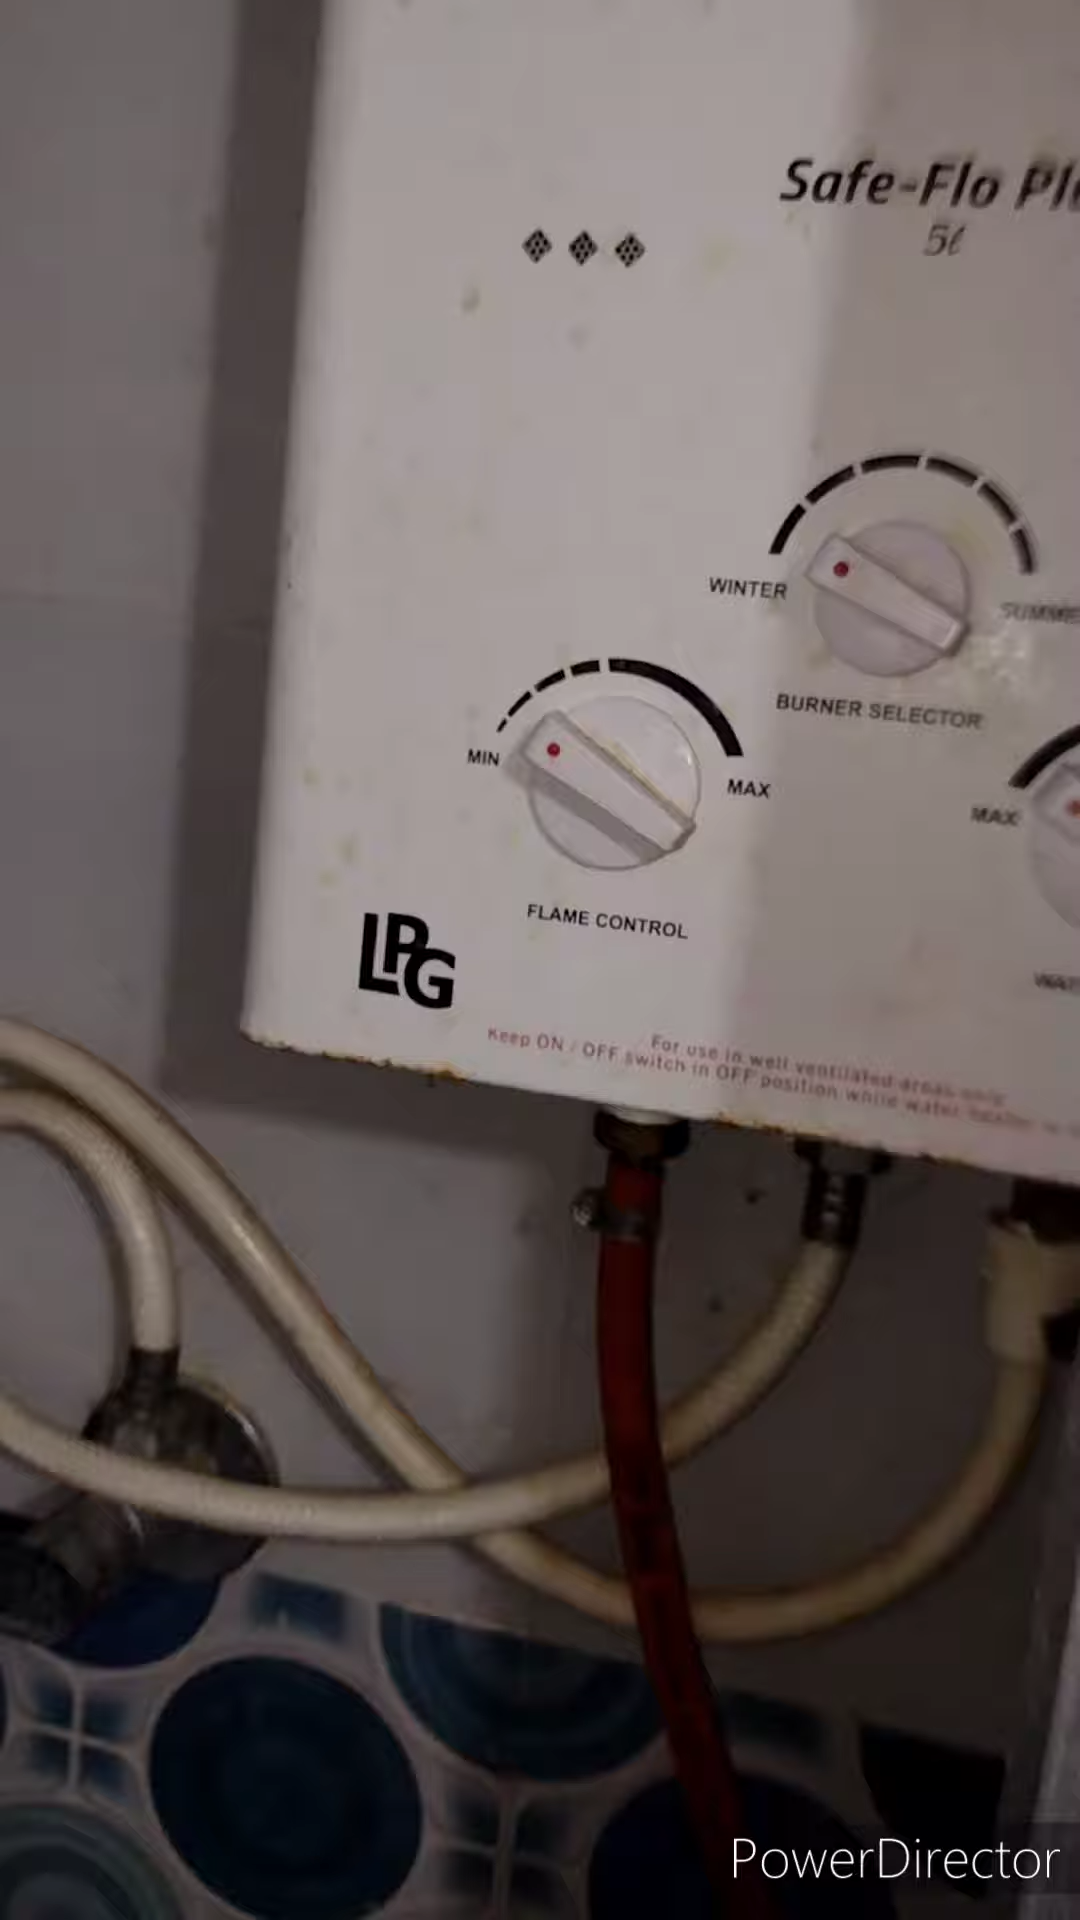 Safe-Flo
5ℓ
WINTER
BURNER SELECTOR
MIN
MAX
MAX
FLAME CONTROL
LPG
For use in well ventilated areas only
Keep ON / OFF switch in OFF position while water heater
PowerDirector